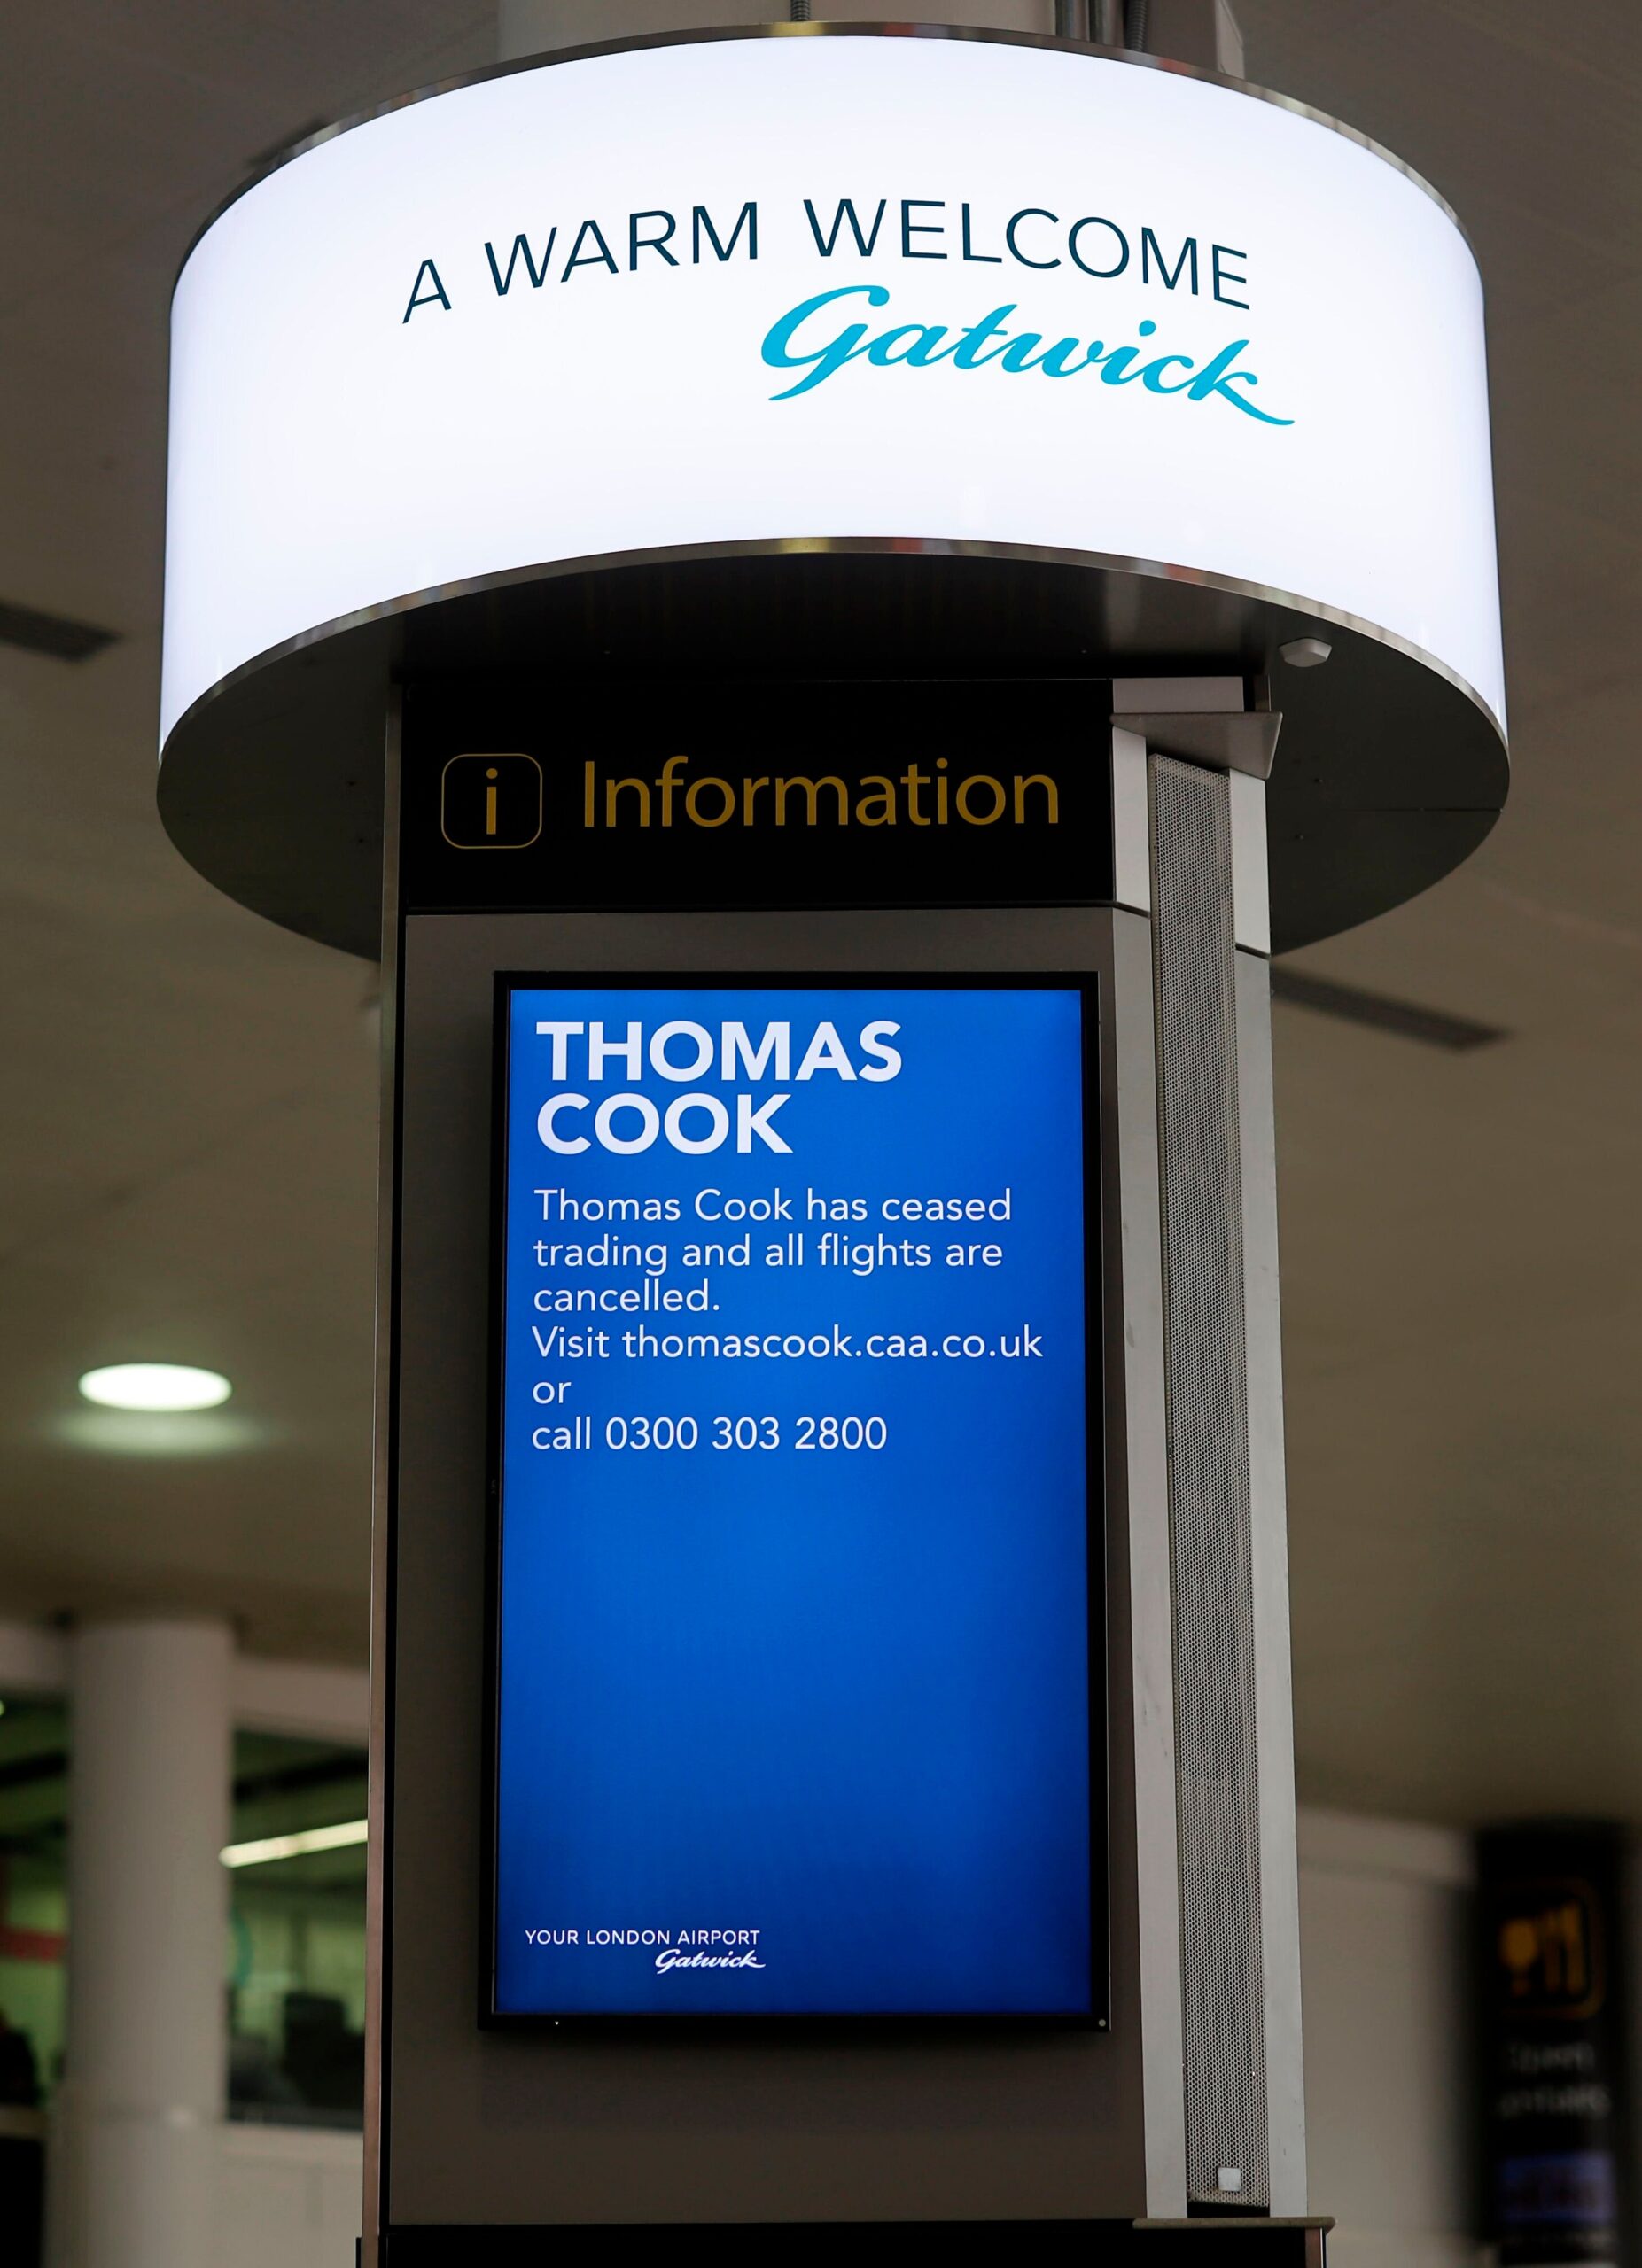 A WARM WELCOME
Gatwick
i Information
THOMAS
COOK
Thomas Cook has ceased
trading and all flights are
cancelled.
Visit thomascook.caa.co.uk
or
call 0300 303 2800
YOUR LONDON AIRPORT
Gatwick